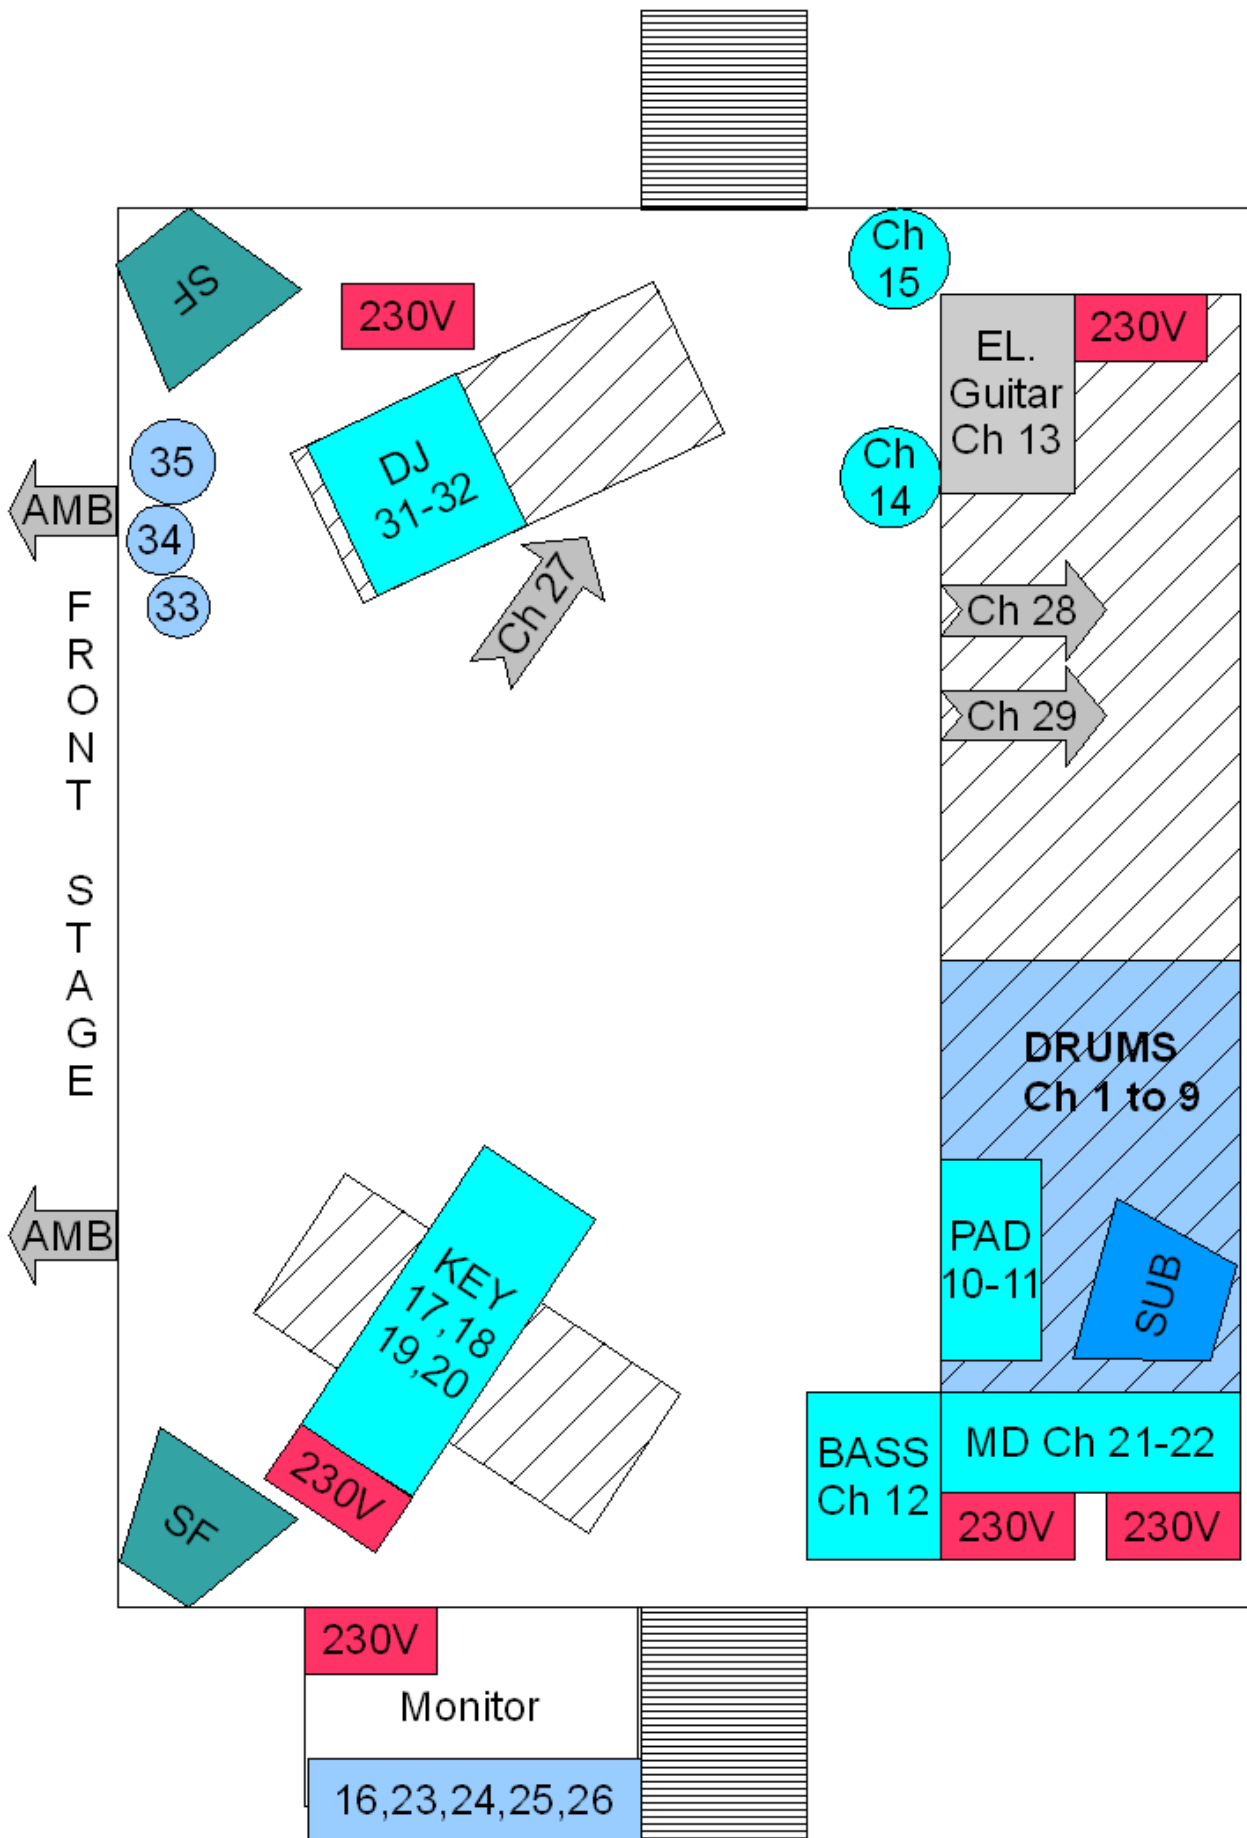 Ch
15
SF
230V
EL.
Guitar
Ch 13
230V
35
DJ
31-32
Ch
14
AMB
34
33
Ch 27
Ch 28
Ch 29
FRONT STAGE
DRUMS
Ch 1 to 9
AMB
PAD
10-11
SUB
KEY
17,18
19,20
230V
SF
BASS
Ch 12
MD Ch 21-22
230V
230V
230V
Monitor
16,23,24,25,26